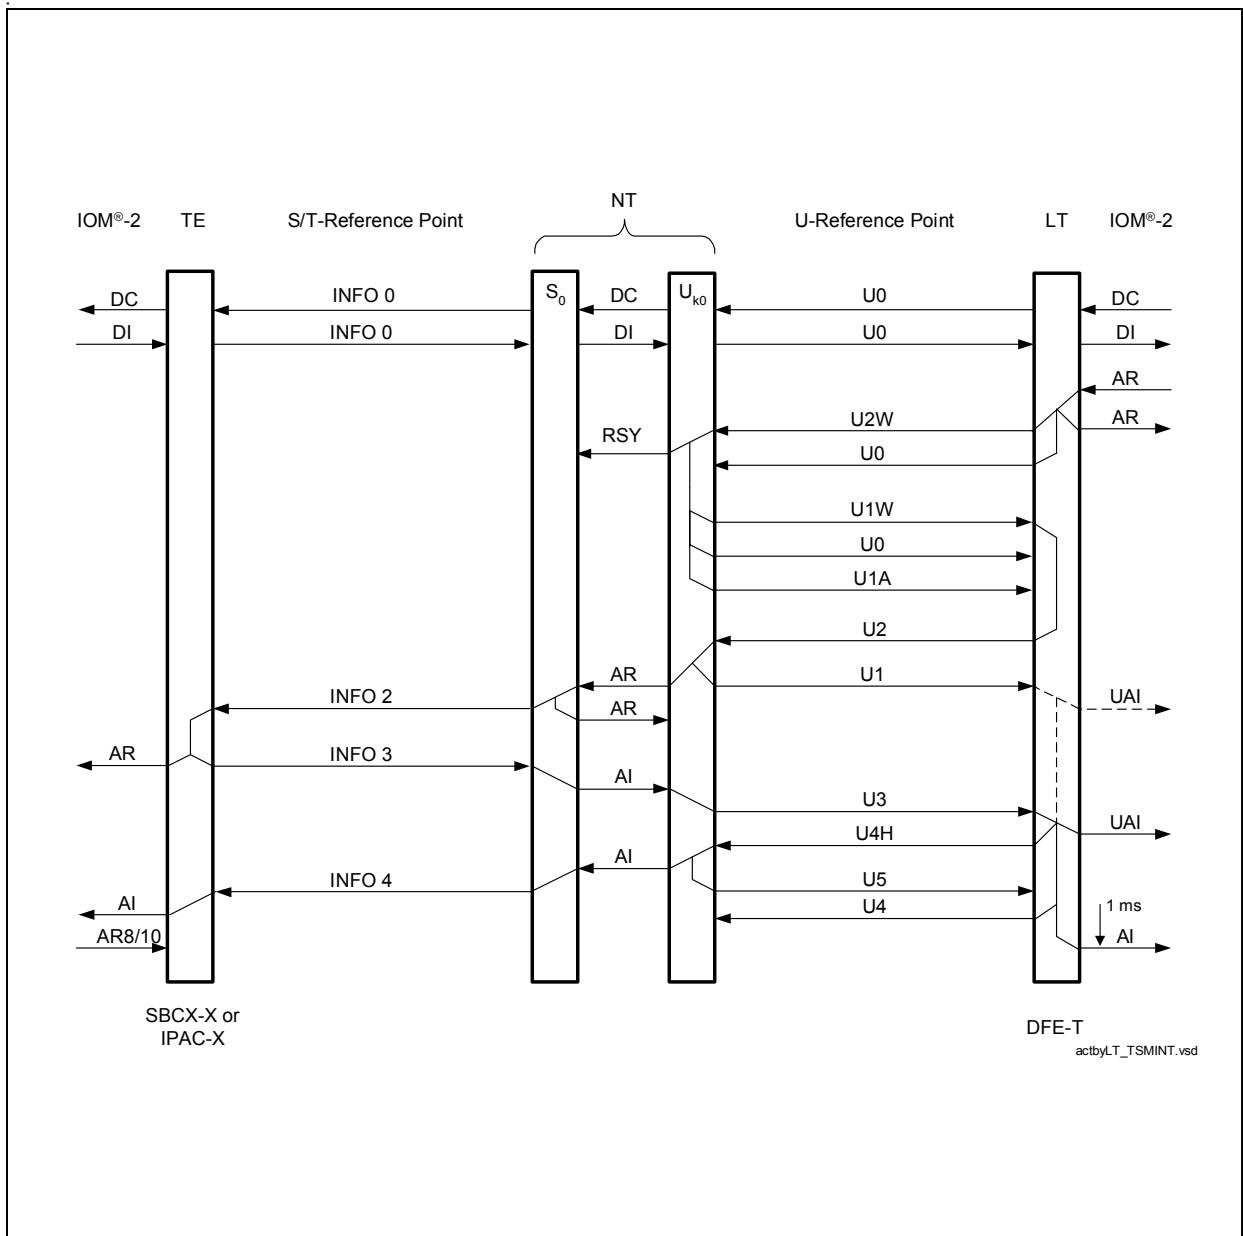 .
NT
IOM®-2 TE S/T-Reference Point U-Reference Point LT IOM®-2
S0 Uk0
DC INFO 0 DC U0 DC
DI INFO 0 DI U0 DI
AR
U2W AR
RSY
U0
U1W
U0
U1A
U2
AR U1
INFO 2 UAI
AR
AR INFO 3
AI
U3
UAI
U4H
AI
INFO 4 U5
AI U4 1 ms
AR8/10 AI
SBCX-X or
IPAC-X
DFE-T
actbyLT_TSMINT.vsd